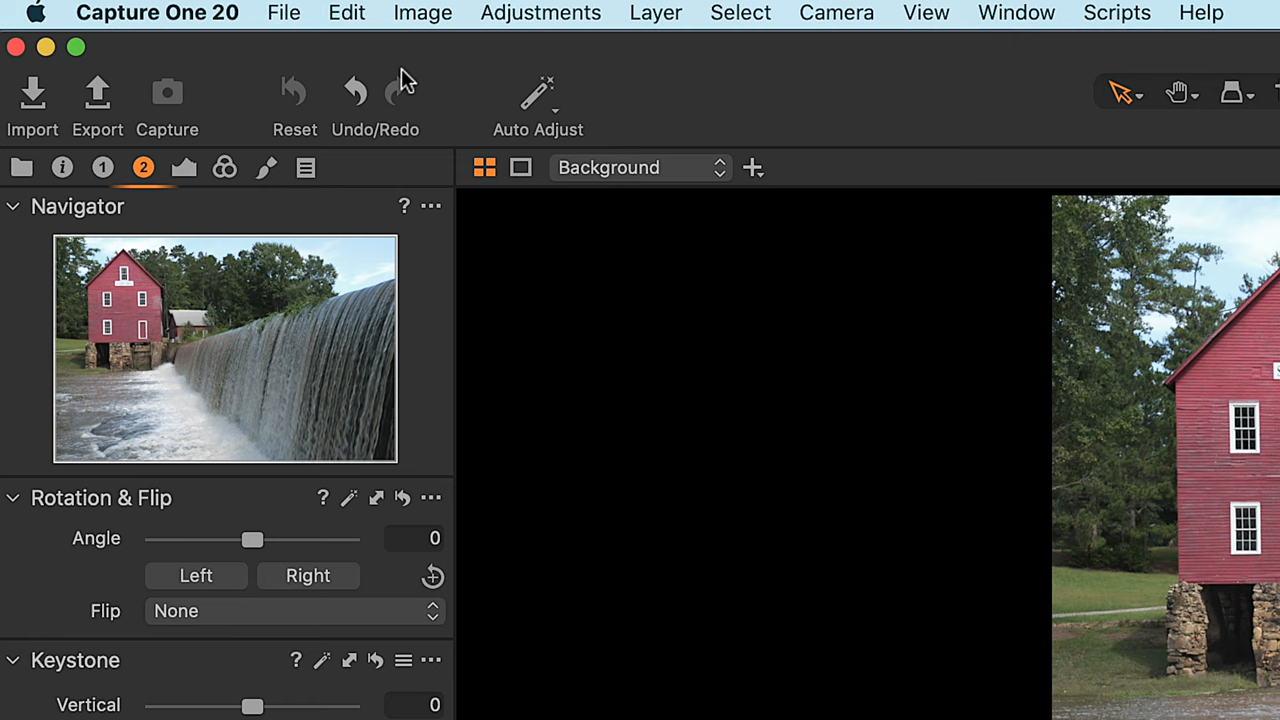 Capture One 20 File Edit Image Adjustments Layer Select Camera View Window Scripts Help
Import Export Capture Reset Undo/Redo Auto Adjust
1 2 Background
Navigator ?
Rotation & Flip ?
Angle 0
Left Right
Flip None
Keystone ?
Vertical 0